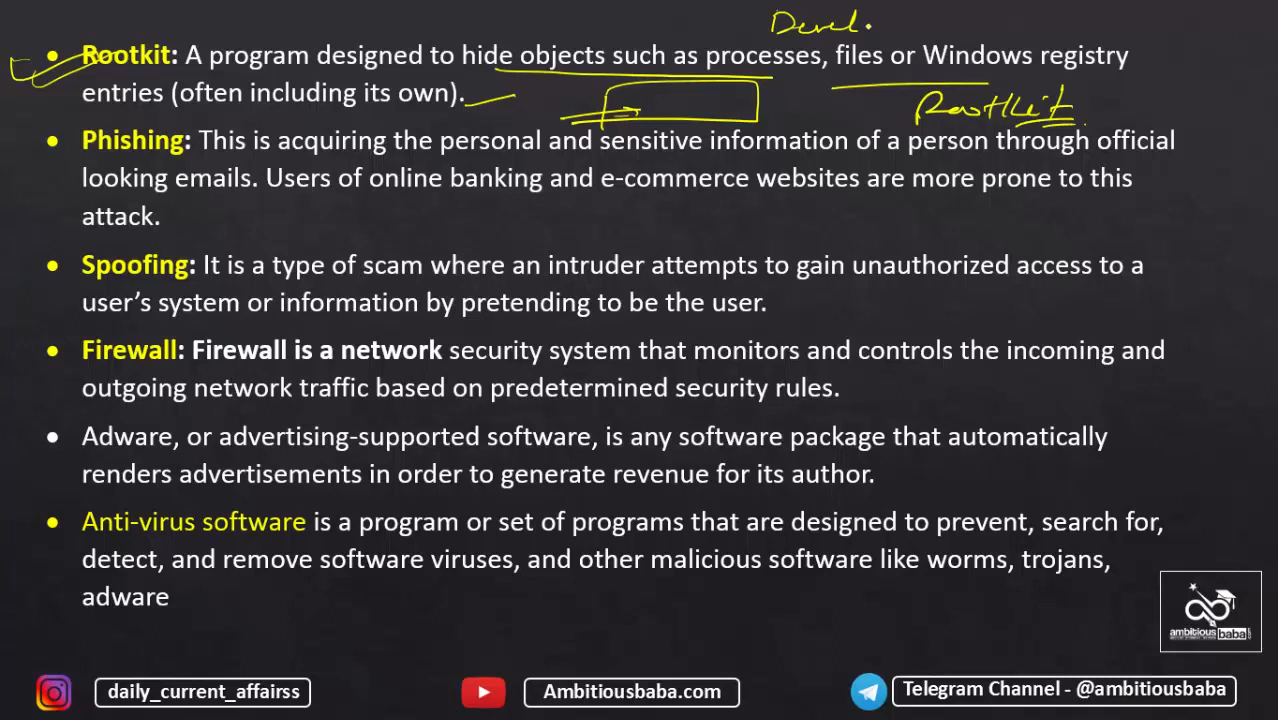 Devel.
• Rootkit: A program designed to hide objects such as processes, files or Windows registry
entries (often including its own).
RootKit
• Phishing: This is acquiring the personal and sensitive information of a person through official
looking emails. Users of online banking and e-commerce websites are more prone to this
attack.
• Spoofing: It is a type of scam where an intruder attempts to gain unauthorized access to a
user’s system or information by pretending to be the user.
• Firewall: Firewall is a network security system that monitors and controls the incoming and
outgoing network traffic based on predetermined security rules.
• Adware, or advertising-supported software, is any software package that automatically
renders advertisements in order to generate revenue for its author.
• Anti-virus software is a program or set of programs that are designed to prevent, search for,
detect, and remove software viruses, and other malicious software like worms, trojans,
adware
ambitiousbaba
daily_current_affairss
Ambitiousbaba.com
Telegram Channel - @ambitiousbaba